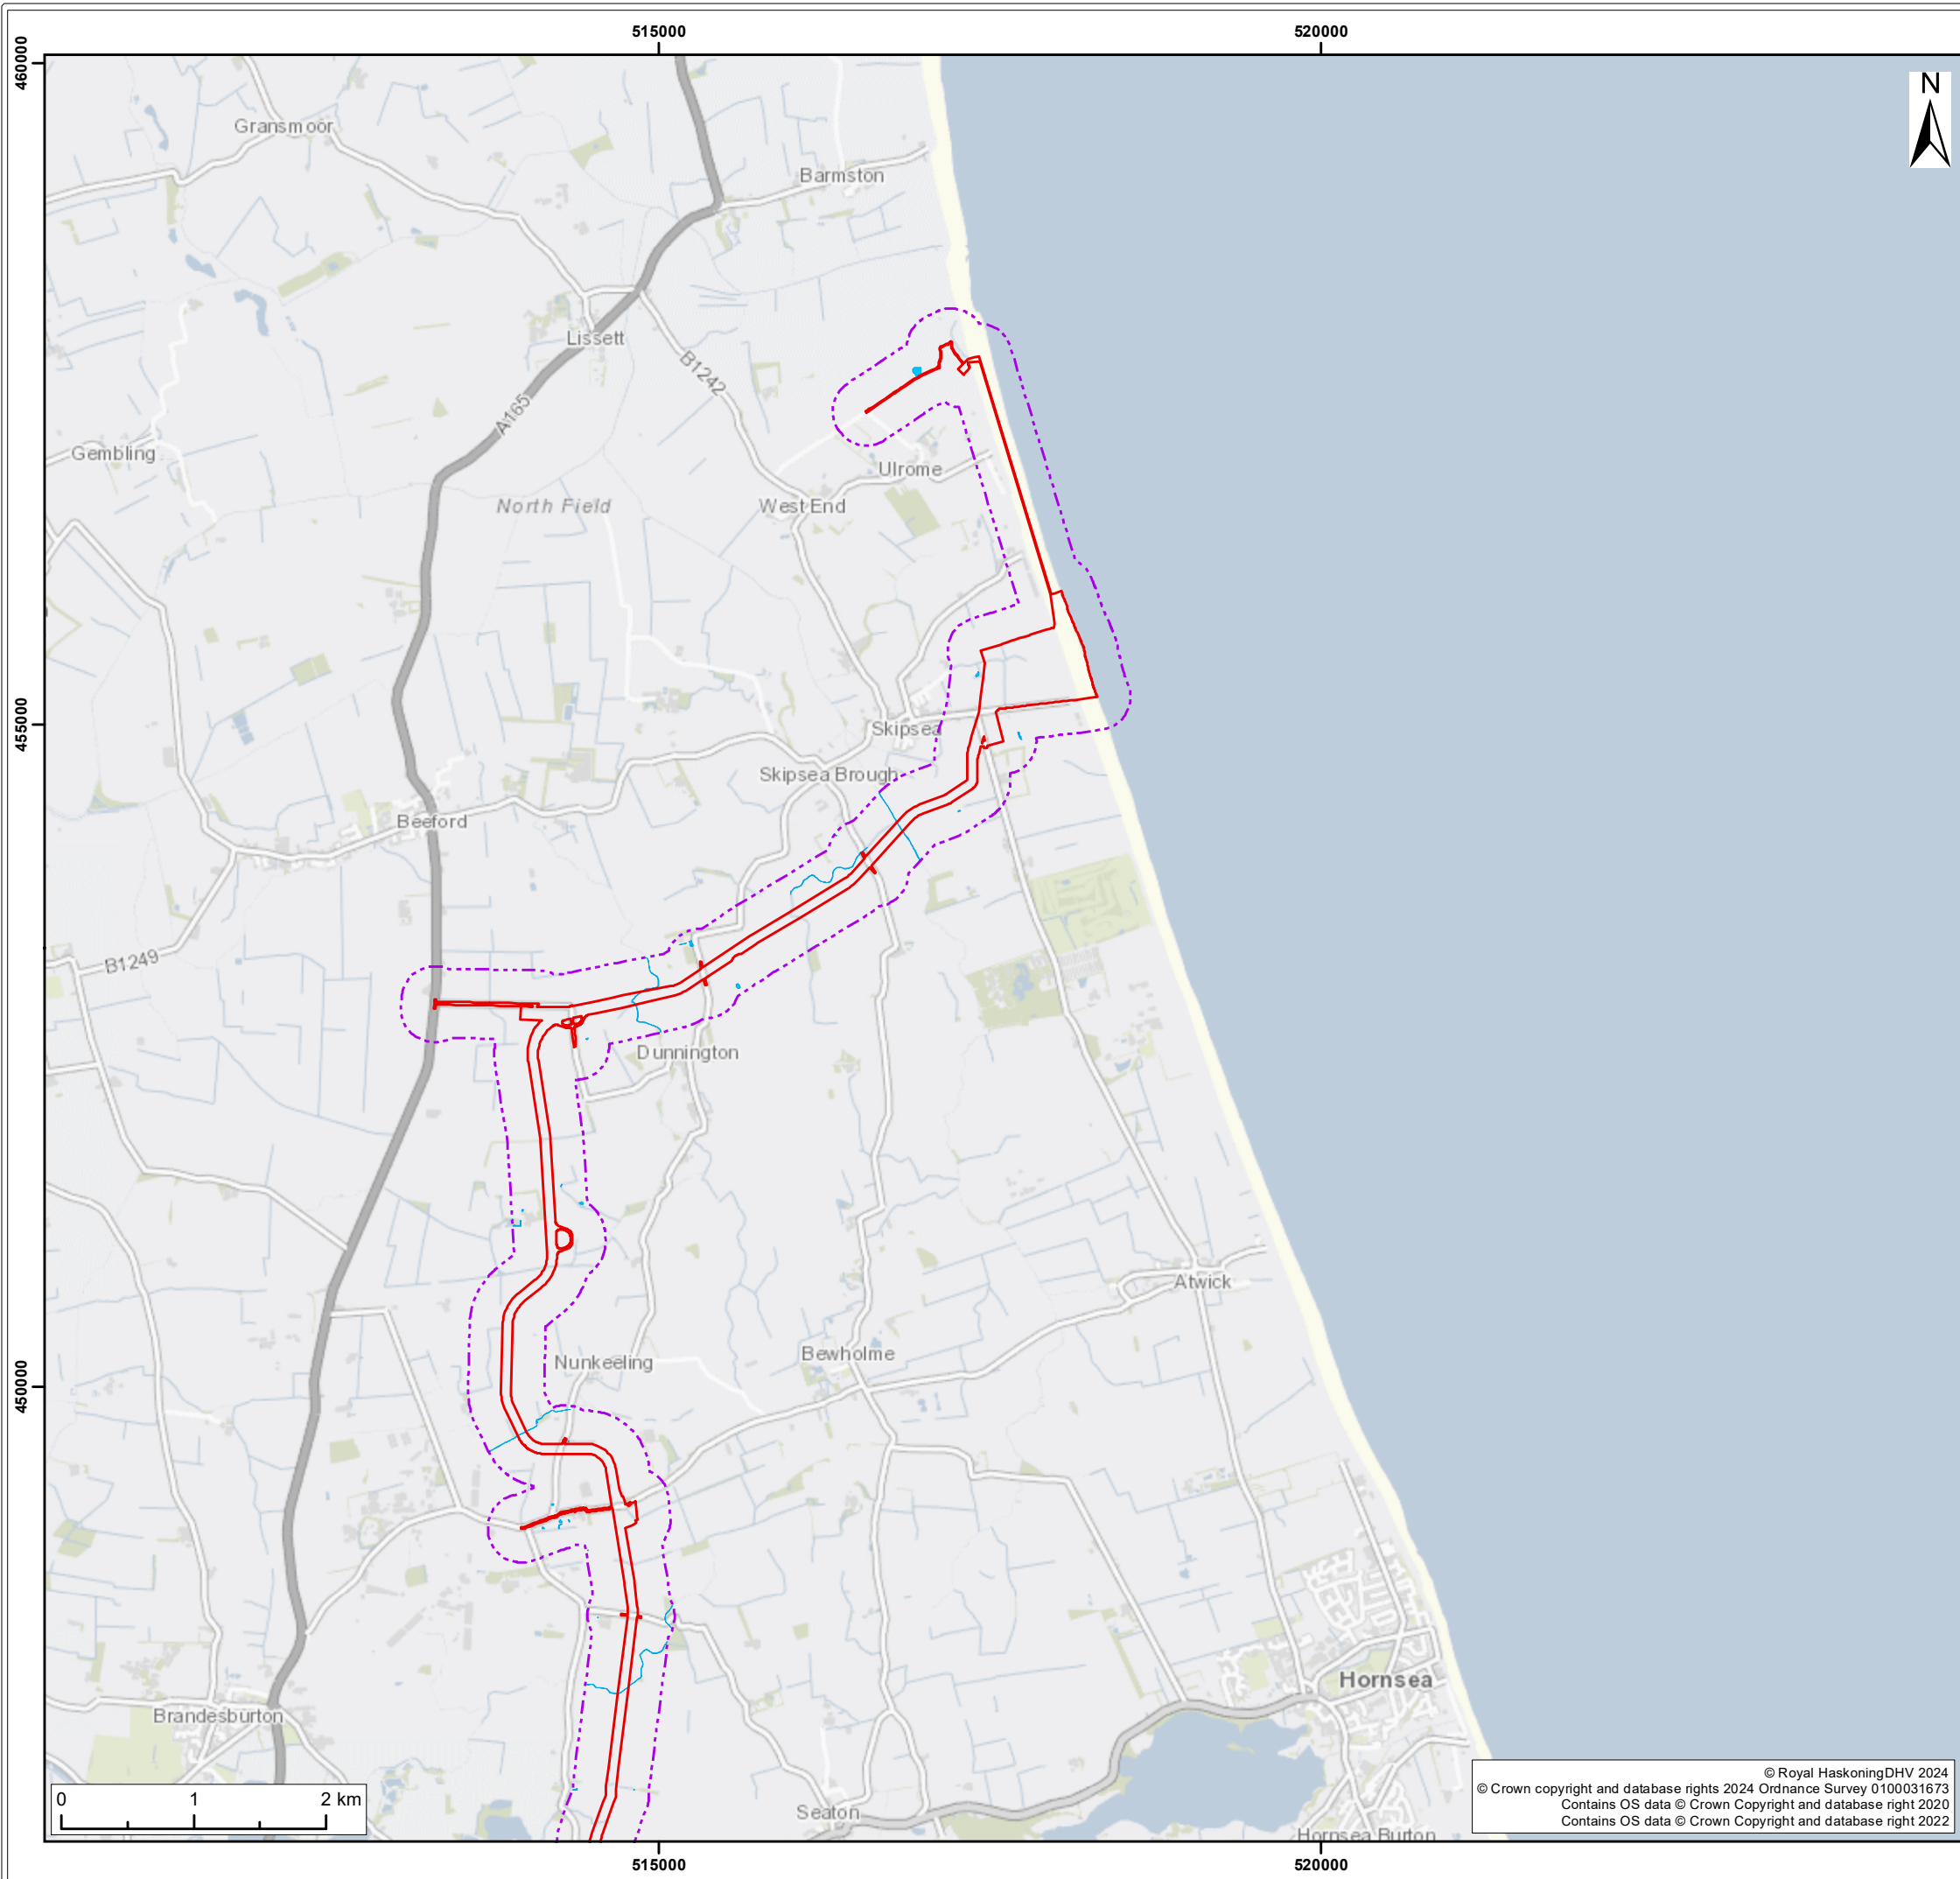 515000
520000
460000
N
Gransmoor
Barmston
Lissett
B1242
A165
Gembling
Ulrome
North Field
West End
455000
Skipsea
Skipsea Brough
Beeford
B1249
Dunnington
Atwick
Bewholme
Nunkeeling
450000
Hornsea
Brandesburton
Seaton
Hornsea Burton
0 1 2 km
© Royal HaskoningDHV 2024
© Crown copyright and database rights 2024 Ordnance Survey 0100031673
Contains OS data © Crown Copyright and database right 2020
Contains OS data © Crown Copyright and database right 2022
515000
520000